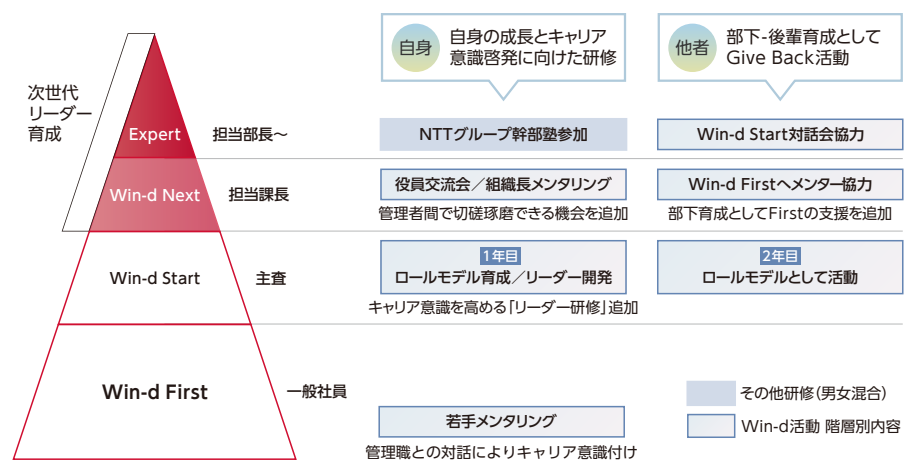 自身
自身の成長とキャリア
意識啓発に向けた研修
他者
部下-後輩育成として
Give Back活動
次世代
リーダー
育成
Expert
担当部長～
NTTグループ幹部塾参加
Win-d Start対話会協力
Win-d Next
担当課長
役員交流会／組織長メンタリング
管理者間で切磋琢磨できる機会を追加
Win-d Firstへメンター協力
部下育成としてFirstの支援を追加
Win-d Start
主査
1年目
ロールモデル育成／リーダー開発
キャリア意識を高める「リーダー研修」追加
2年目
ロールモデルとして活動
Win-d First
一般社員
若手メンタリング
管理職との対話によりキャリア意識付け
その他研修(男女混合)
Win-d活動 階層別内容